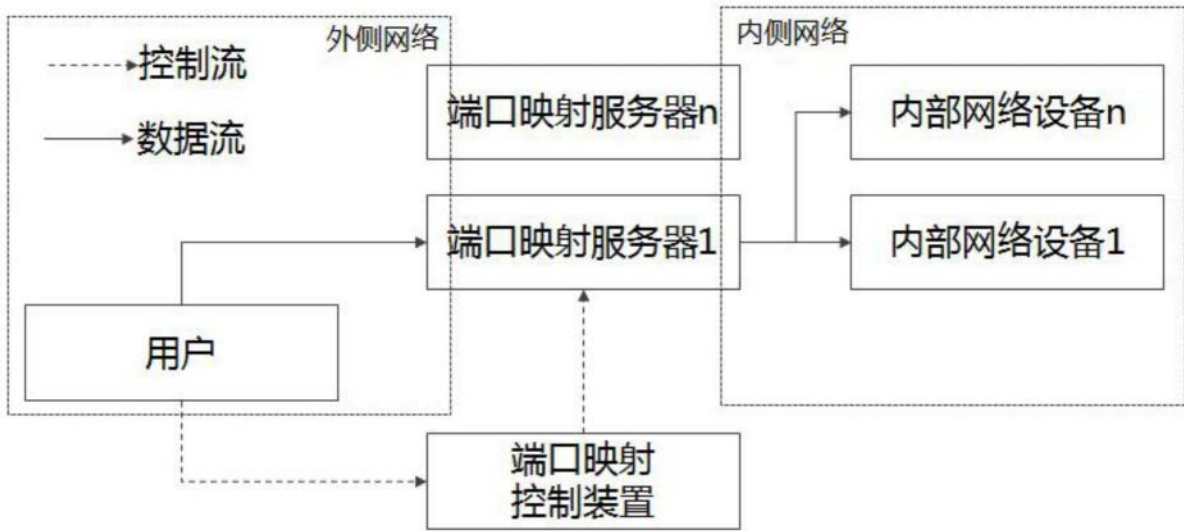 外侧网络
内侧网络
控制流
数据流
端口映射服务器n
内部网络设备n
端口映射服务器1
内部网络设备1
用户
端口映射
控制装置